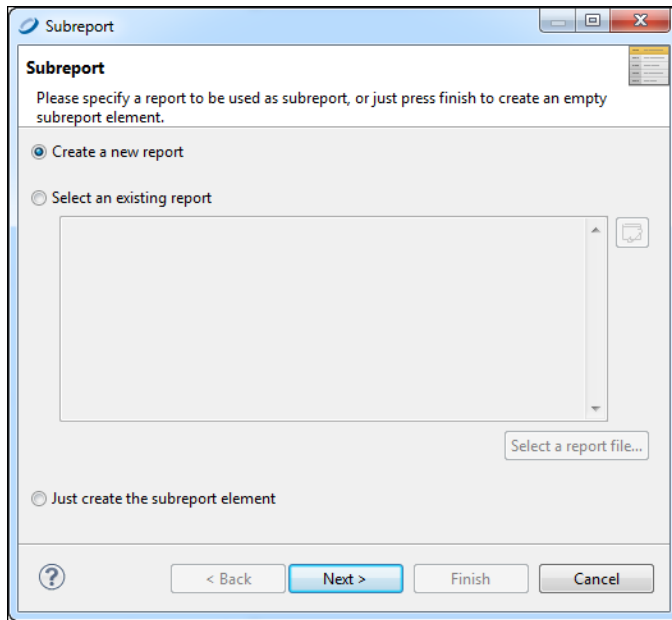 Subreport
Subreport
Please specify a report to be used as subreport, or just press finish to create an empty
subreport element.
Create a new report
Select an existing report
Select a report file...
Just create the subreport element
< Back
Next >
Finish
Cancel